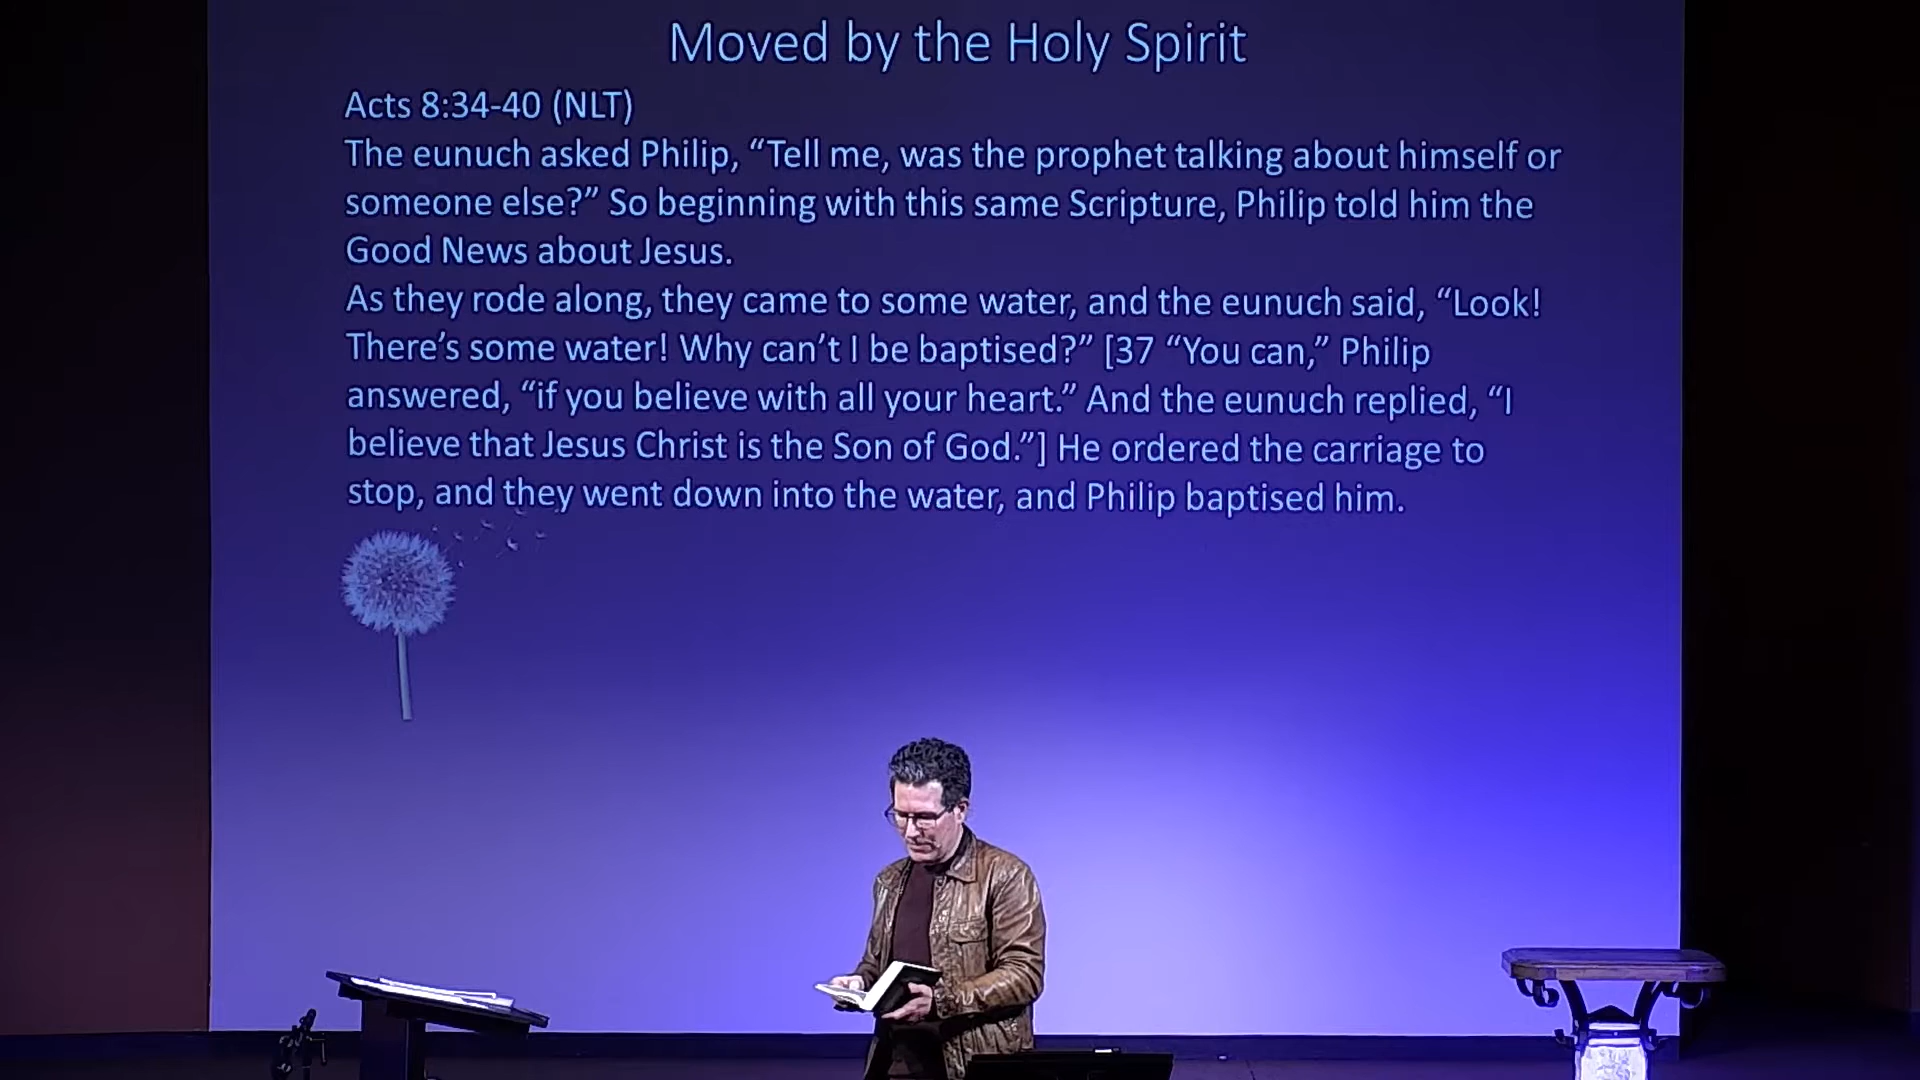 Moved by the Holy Spirit
Acts 8:34-40 (NLT)
The eunuch asked Philip, “Tell me, was the prophet talking about himself or
someone else?” So beginning with this same Scripture, Philip told him the
Good News about Jesus.
As they rode along, they came to some water, and the eunuch said, “Look!
There’s some water! Why can’t I be baptised?” [37 “You can,” Philip
answered, “if you believe with all your heart.” And the eunuch replied, “I
believe that Jesus Christ is the Son of God.”] He ordered the carriage to
stop, and they went down into the water, and Philip baptised him.